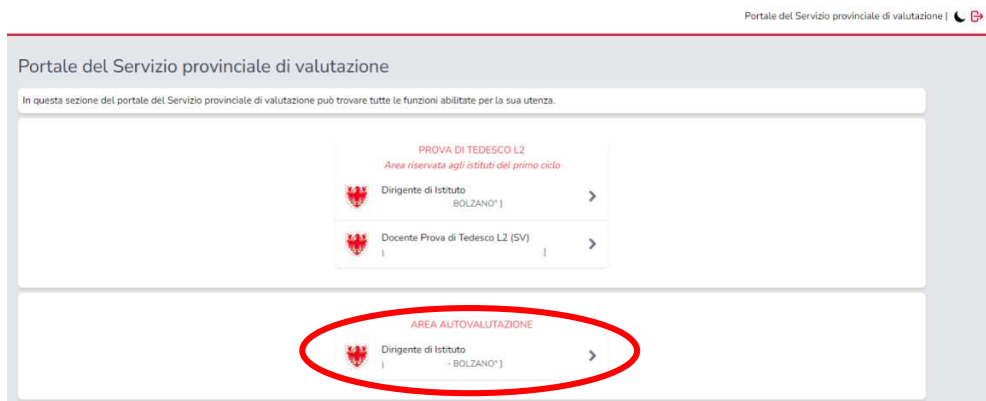 Portale del Servizio provinciale di valutazione |
Portale del Servizio provinciale di valutazione
In questa sezione del portale del Servizio provinciale di valutazione può trovare tutte le funzioni abilitate per la sua utenza.
PROVA DI TEDESCO L2
Area riservata agli istituti del primo ciclo
Dirigente di Istituto
BOLZANO" ]
Docente Prova di Tedesco L2 (SV)
[ ]
AREA AUTOVALUTAZIONE
Dirigente di Istituto
[ - BOLZANO" ]